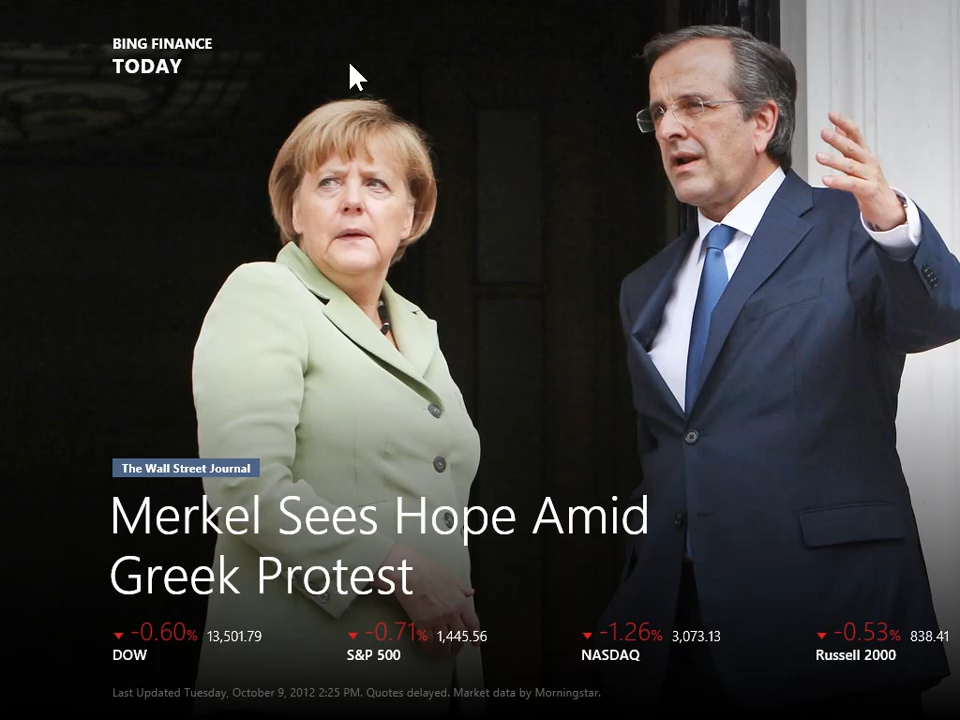 BING FINANCE
TODAY
The Wall Street Journal
Merkel Sees Hope Amid
Greek Protest
-0.60% 13,501.79
DOW
-0.71% 1,445.56
S&P 500
-1.26% 3,073.13
NASDAQ
-0.53% 838.41
Russell 2000
Last Updated Tuesday, October 9, 2012 2:25 PM. Quotes delayed. Market data by Morningstar.